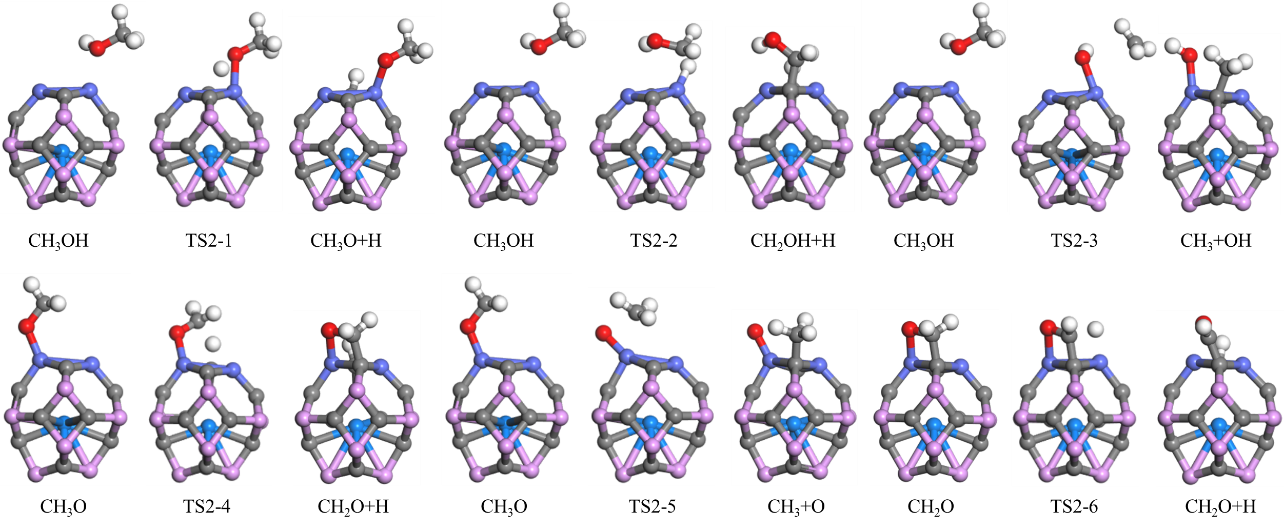 CH₃OH TS2-1 CH₃O+H CH₃OH TS2-2 CH₂OH+H CH₃OH TS2-3 CH₃+OH
CH₃O TS2-4 CH₂O+H CH₃O TS2-5 CH₃+O CH₂O TS2-6 CH₂O+H